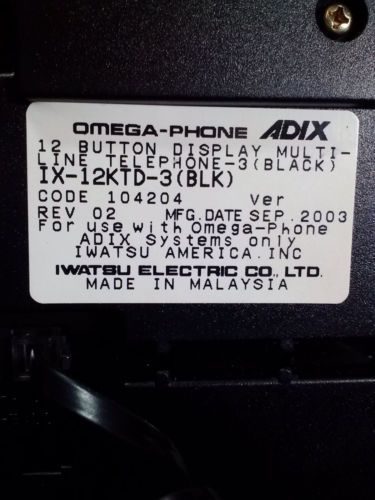 OMEGA-PHONE ADIX
12 BUTTON DISPLAY MULTI-
LINE TELEPHONE-3(BLACK)
IX-12KTD-3(BLK)
CODE 104204 Ver
REV 02 MFG.DATE SEP.2003
For use with Omega-Phone
ADIX Systems only
IWATSU AMERICA.INC
IWATSU ELECTRIC CO., LTD.
MADE IN MALAYSIA